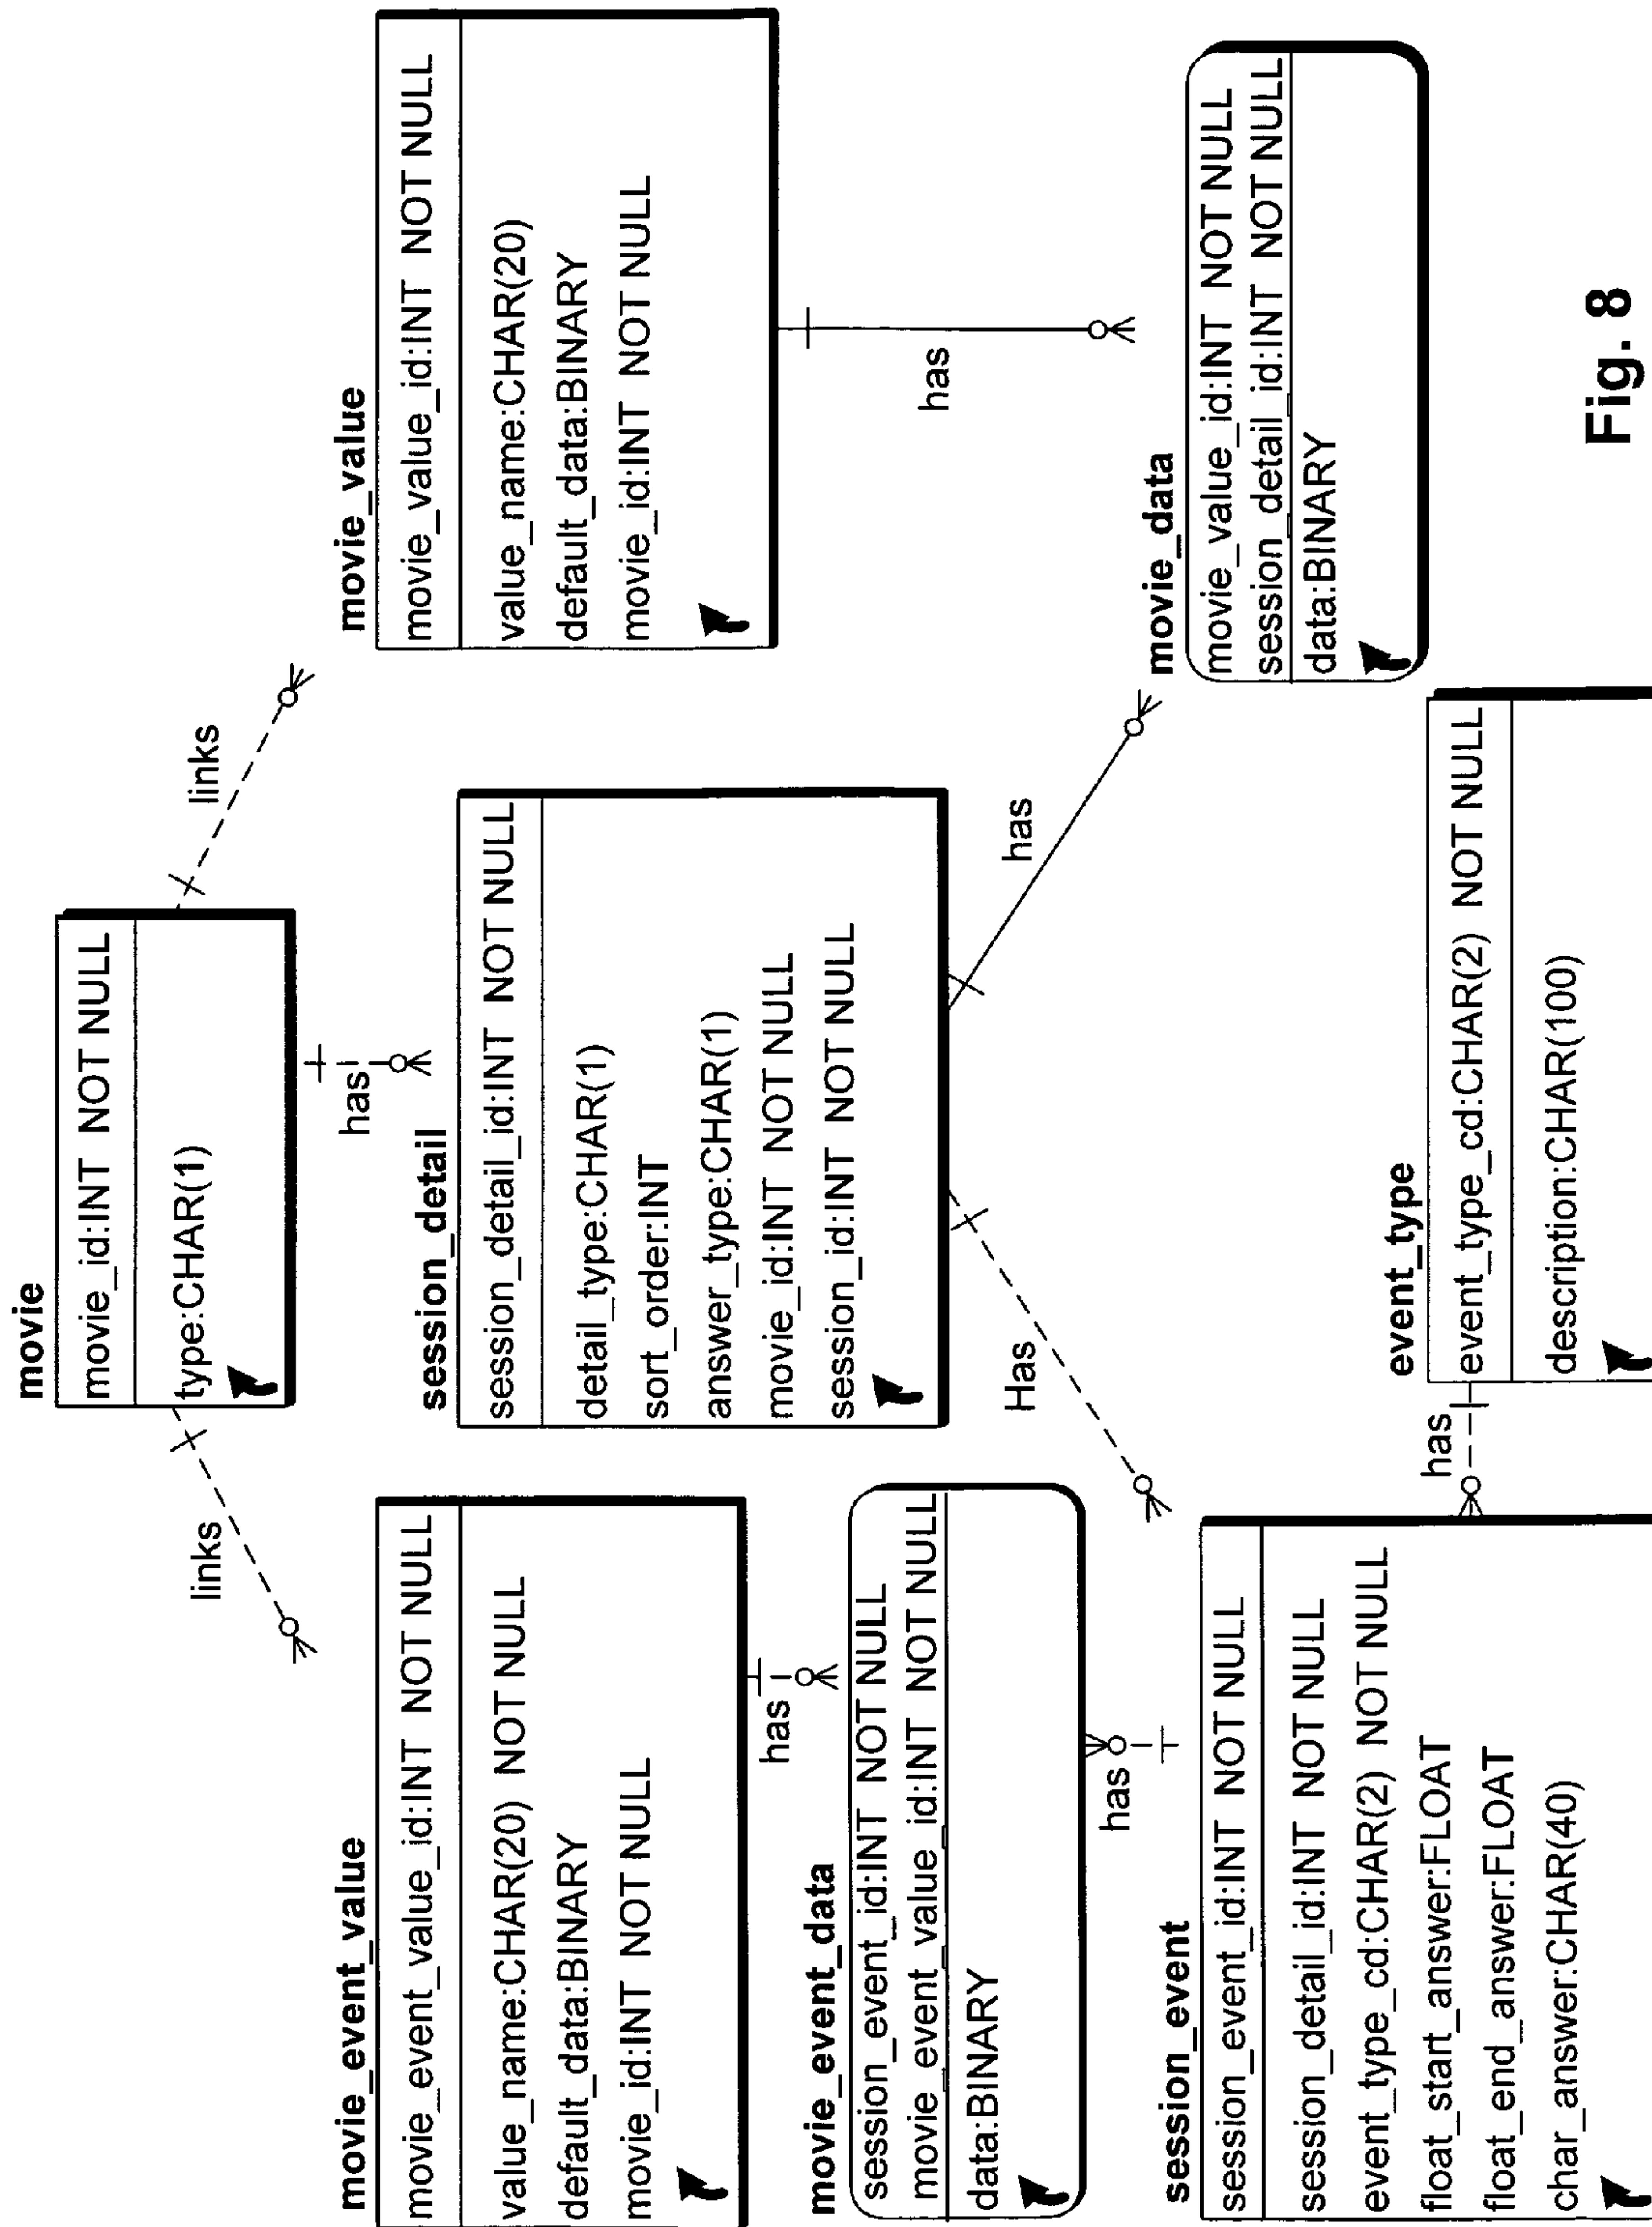 movie
movie_id:INT NOT NULL
type:CHAR(1)
links
has
links
movie_event_value
movie_event_value_id:INT NOT NULL
value_name:CHAR(20) NOT NULL
default_data:BINARY
movie_id:INT NOT NULL
session_detail
session_detail_id:INT NOT NULL
detail_type:CHAR(1)
sort_order:INT
answer_type:CHAR(1)
movie_id:INT NOT NULL
session_id:INT NOT NULL
movie_value
movie_value_id:INT NOT NULL
value_name:CHAR(20)
default_data:BINARY
movie_id:INT NOT NULL
has
movie_event_data
session_event_id:INT NOT NULL
movie_event_value_id:INT NOT NULL
data:BINARY
has
Has
has
has
session_event
session_event_id:INT NOT NULL
session_detail_id:INT NOT NULL
event_type_cd:CHAR(2) NOT NULL
float_start_answer:FLOAT
float_end_answer:FLOAT
char_answer:CHAR(40)
has
event_type
event_type_cd:CHAR(2) NOT NULL
description:CHAR(100)
movie_data
movie_value_id:INT NOT NULL
session_detail_id:INT NOT NULL
data:BINARY
Fig. 8